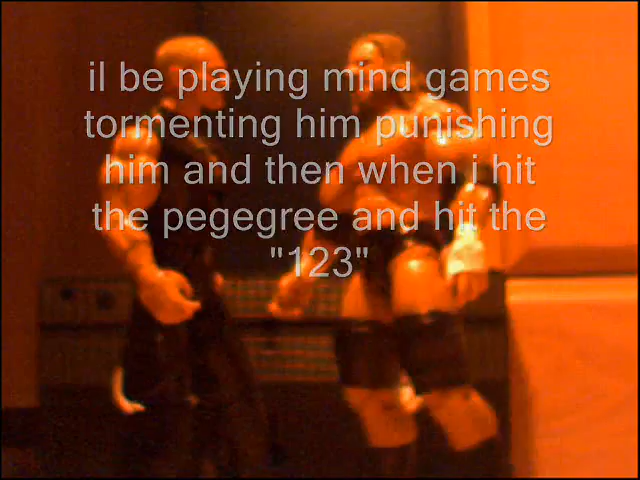 il be playing mind games
tormenting him punishing
him and then when i hit
the pegegree and hit the
"123"